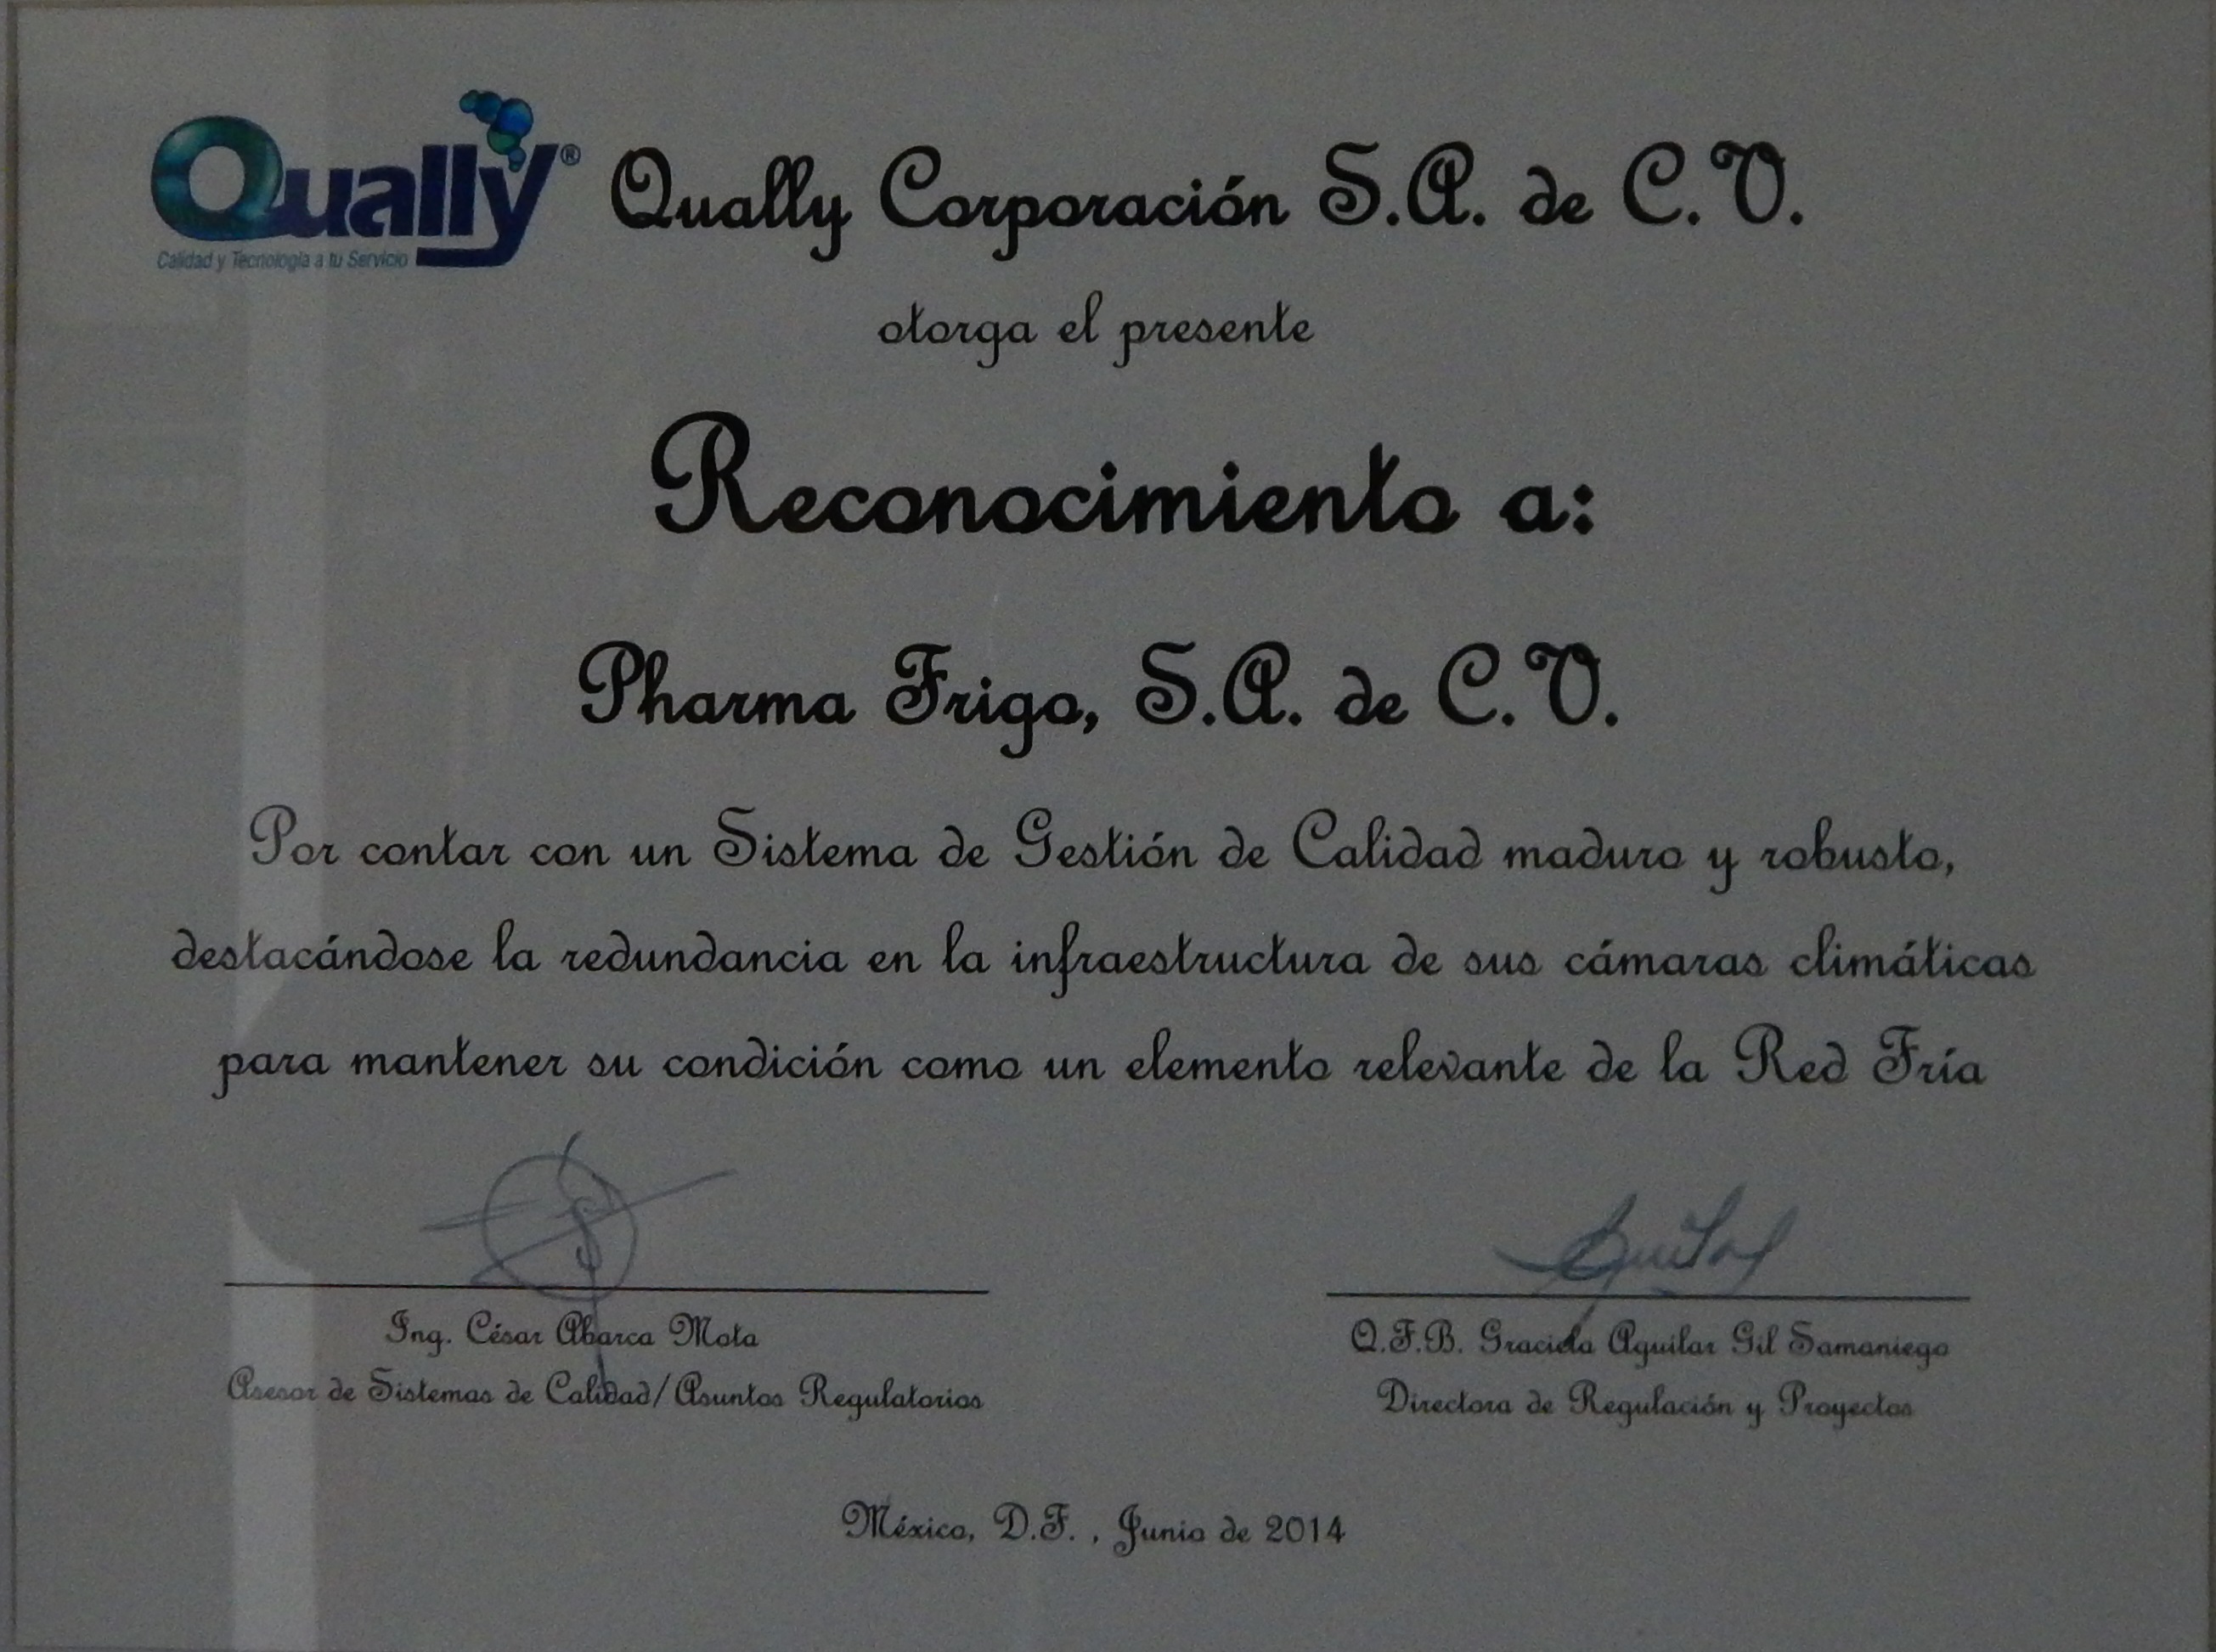 Qually®
Calidad y Tecnología a tu Servicio
Qually Corporación S.A. de C.V.
otorga el presente
Reconocimiento a:
Pharma Frigo, S.A. de C.V.
Por contar con un Sistema de Gestión de Calidad maduro y robusto,
destacándose la redundancia en la infraestructura de sus cámaras climáticas
para mantener su condición como un elemento relevante de la Red Fría
Ing. César Abarca Mota
Asesor de Sistemas de Calidad/Asuntos Regulatorios
Q.F.B. Graciela Aguilar Gil Samaniego
Directora de Regulación y Proyectos
México, D.F. , Junio de 2014